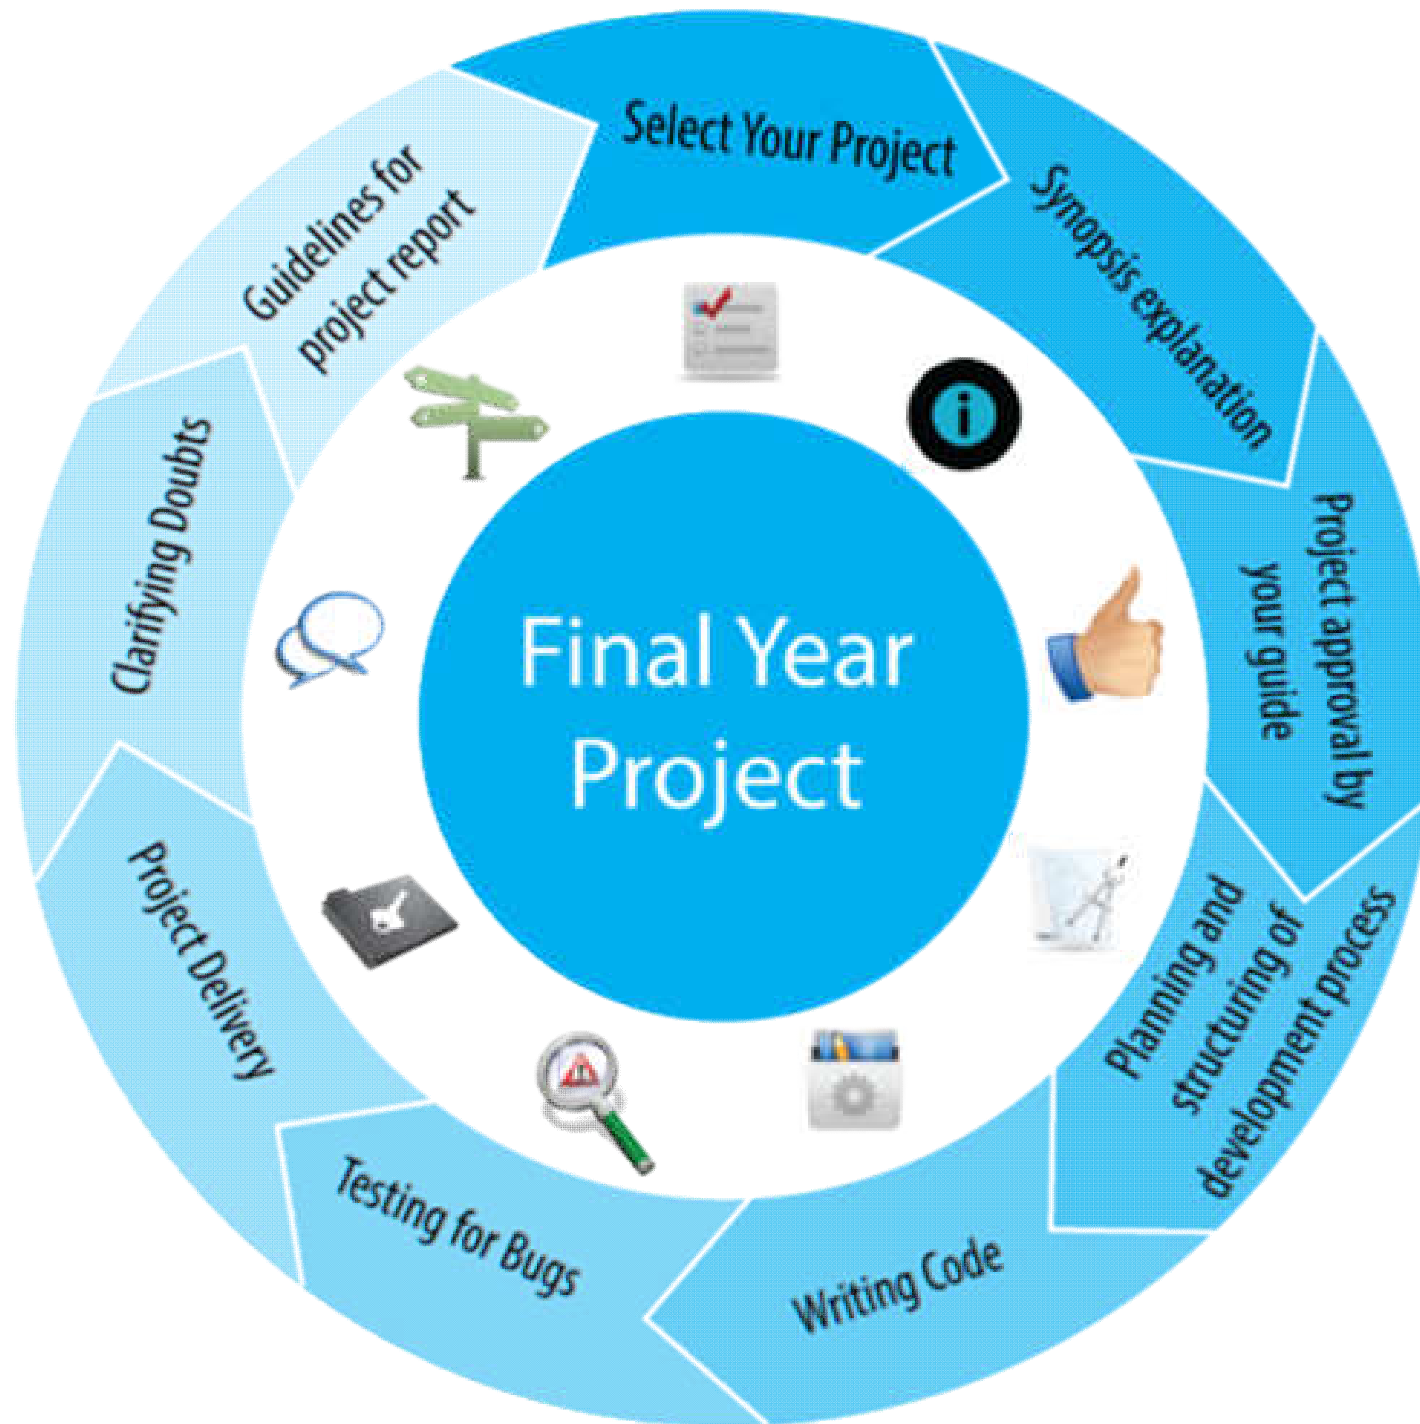 Select Your Project
Synopsis explanation
Project approval by
your guide
Planning and
structuring of
development process
Writing Code
Testing for Bugs
Project Delivery
Clarifying Doubts
Guidelines for
project report
i
Final Year
Project